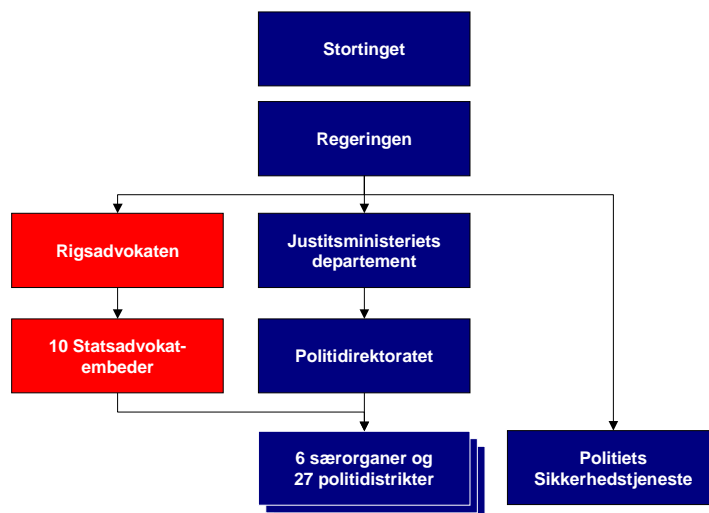 Stortinget
Regeringen
Rigsadvokaten
Justitsministeriets
departement
10 Statsadvokat-
embeder
Politidirektoratet
6 særorganer og
27 politidistrikter
Politiets
Sikkerhedstjeneste